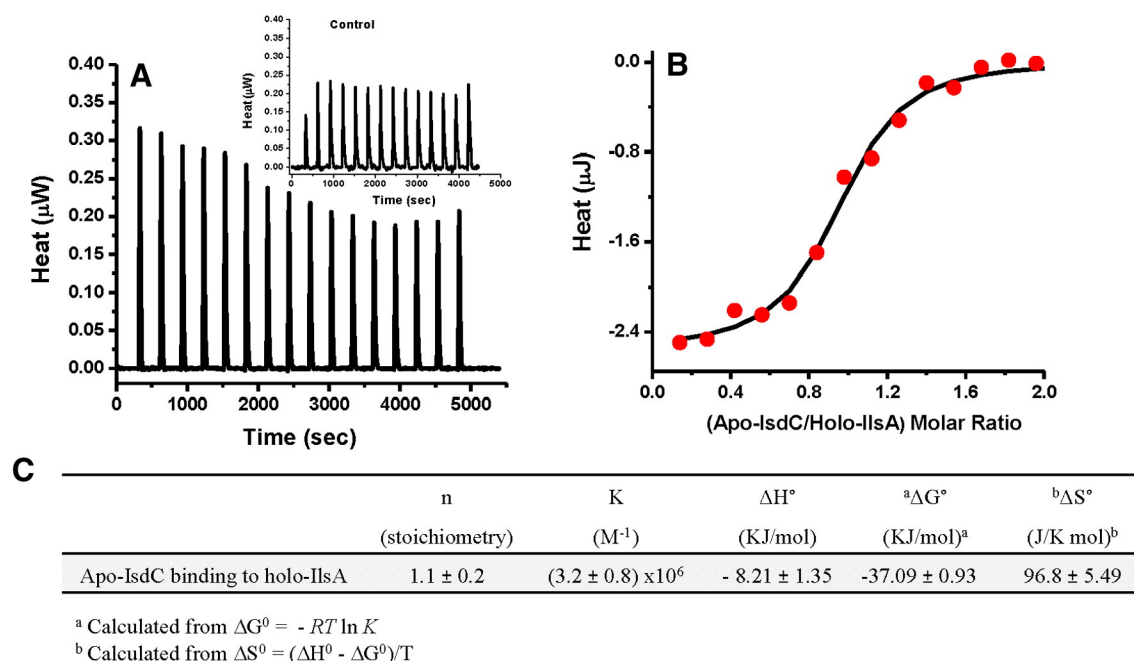 A
0.40
0.35
0.30
0.25
0.20
0.15
0.10
0.05
0.00
Heat (μW)
0 1000 2000 3000 4000 5000
Time (sec)
Control
0.40
0.35
0.30
0.25
0.20
0.15
0.10
0.05
0.00
Heat (μW)
0 1000 2000 3000 4000 5000
Time (sec)
B
0.0
-0.8
-1.6
-2.4
Heat (μJ)
0.0 0.4 0.8 1.2 1.6 2.0
(Apo-IsdC/Holo-IlsA) Molar Ratio
C
n K ΔH° ᵃΔG° ᵇΔS°
(stoichiometry) (M⁻¹) (KJ/mol) (KJ/mol)ᵃ (J/K mol)ᵇ
Apo-IsdC binding to holo-IlsA 1.1 ± 0.2 (3.2 ± 0.8) x10⁶ - 8.21 ± 1.35 -37.09 ± 0.93 96.8 ± 5.49
ᵃ Calculated from ΔG⁰ = - RT ln K
ᵇ Calculated from ΔS⁰ = (ΔH⁰ - ΔG⁰)/T